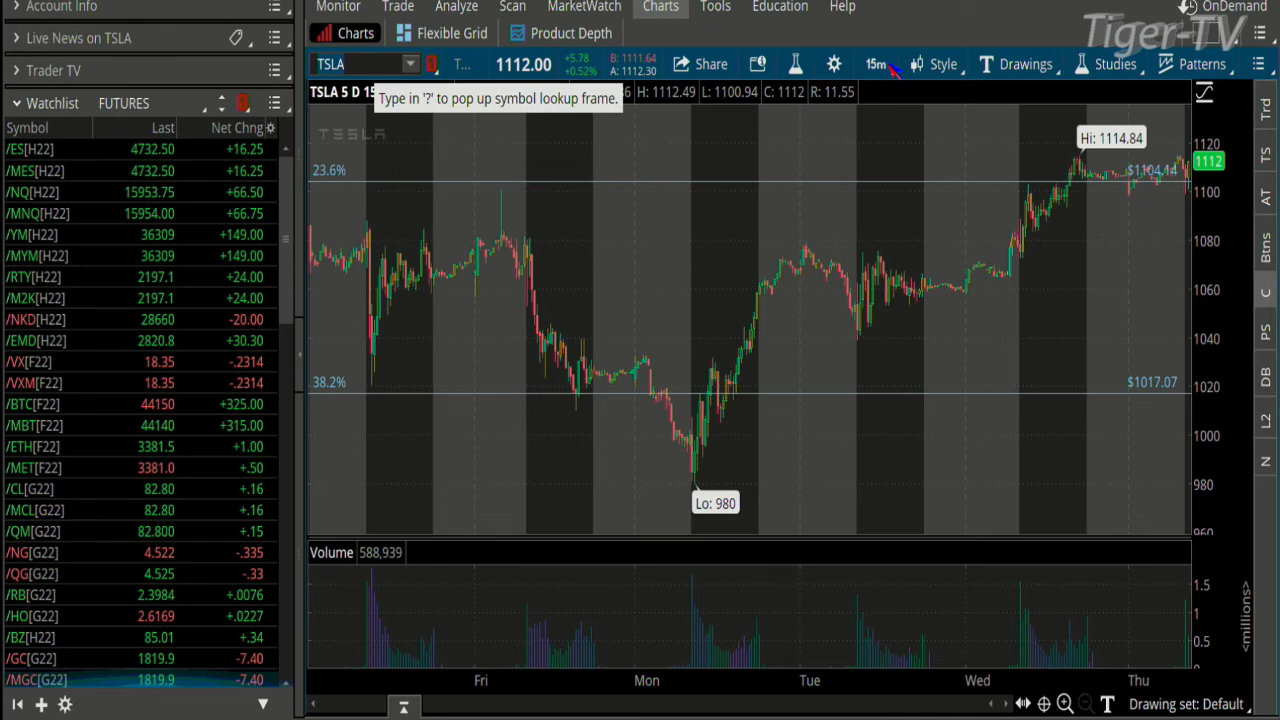 Account Info
Monitor Trade Analyze Scan MarketWatch Charts Tools Education Help OnDemand
Tiger-TV
Live News on TSLA
Charts Flexible Grid Product Depth
Trader TV
TSLA T... 1112.00 +5.78 +0.52% B: 1111.64 A: 1112.30 Share 15m Style Drawings Studies Patterns
Watchlist FUTURES
TSLA 5 D 15 H: 1112.49 L: 1100.94 C: 1112 R: 11.55
Type in '?' to pop up symbol lookup frame.
Symbol Last Net Chng
/ES[H22] 4732.50 +16.25
/MES[H22] 4732.50 +16.25
/NQ[H22] 15953.75 +66.50
/MNQ[H22] 15954.00 +66.75
/YM[H22] 36309 +149.00
/MYM[H22] 36309 +149.00
/RTY[H22] 2197.1 +24.00
/M2K[H22] 2197.1 +24.00
/NKD[H22] 28660 -20.00
/EMD[H22] 2820.8 +30.30
/VX[F22] 18.35 -.2314
/VXM[F22] 18.35 -.2314
/BTC[F22] 44150 +325.00
/MBT[F22] 44140 +315.00
/ETH[F22] 3381.5 +1.00
/MET[F22] 3381.0 +.50
/CL[G22] 82.80 +.16
/MCL[G22] 82.80 +.16
/QM[G22] 82.800 +.15
/NG[G22] 4.522 -.335
/QG[G22] 4.525 -.33
/RB[G22] 2.3984 +.0076
/HO[G22] 2.6169 +.0227
/BZ[H22] 85.01 +.34
/GC[G22] 1819.9 -7.40
/MGC[G22] 1819.9 -7.40
TESLA
Hi: 1114.84
23.6% $1104.14
38.2% $1017.07
Lo: 980
1120
1112
1100
1080
1060
1040
1020
1000
980
960
Volume 588,939
1.5
1
0.5
0
<millions>
Fri Mon Tue Wed Thu
Drawing set: Default
Trd
TS
AT
Btns
C
PS
DB
L2
N